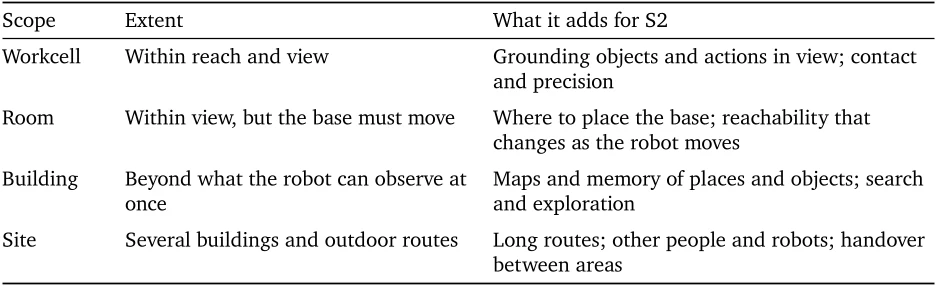 Scope Extent What it adds for S2
Workcell Within reach and view Grounding objects and actions in view; contact
and precision
Room Within view, but the base must move Where to place the base; reachability that
changes as the robot moves
Building Beyond what the robot can observe at Maps and memory of places and objects; search
once and exploration
Site Several buildings and outdoor routes Long routes; other people and robots; handover
between areas